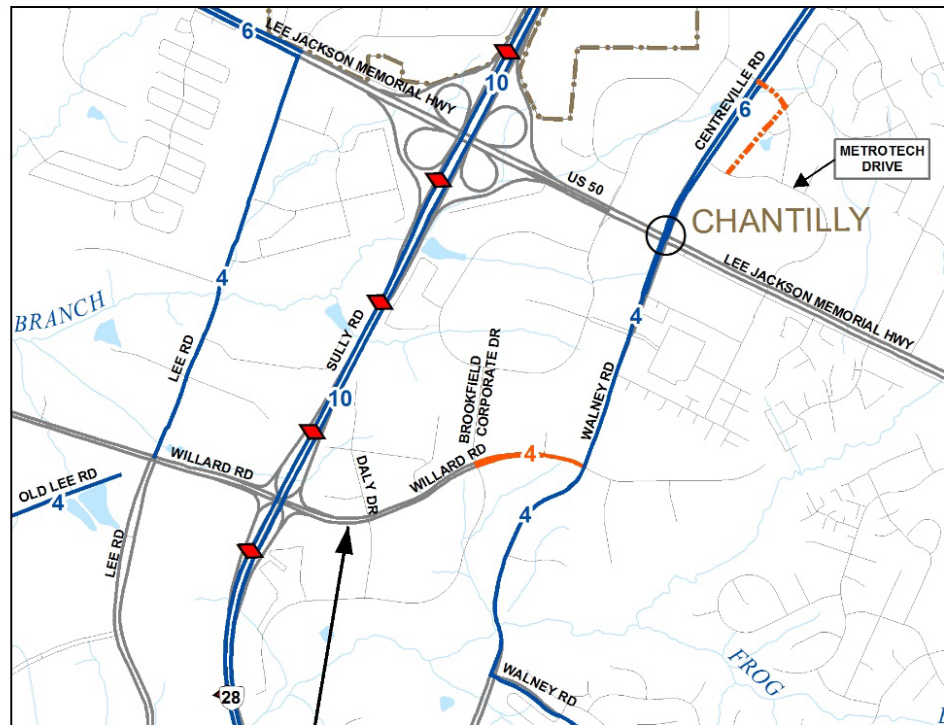 6
LEE JACKSON MEMORIAL HWY
10
CENTREVILLE RD
6
METROTECH
DRIVE
US 50
CHANTILLY
4
LEE JACKSON MEMORIAL HWY
BRANCH
LEE RD
SULLY RD
4
WALNEY RD
10
BROOKFIELD
CORPORATE DR
WILLARD RD
DALY DR
WILLARD RD
4
OLD LEE RD
4
4
LEE RD
FROG
WALNEY RD
28